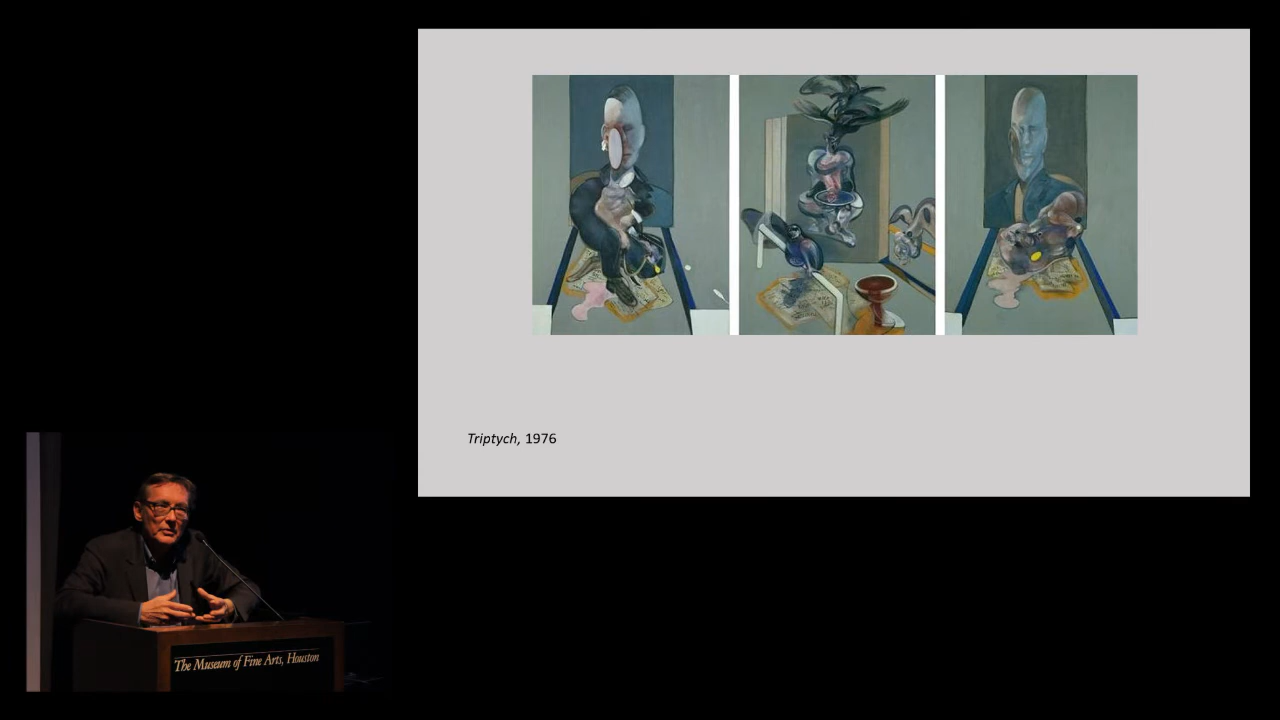 Triptych, 1976
The Museum of Fine Arts, Houston